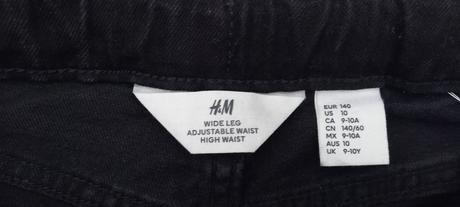 H&M
WIDE LEG
ADJUSTABLE WAIST
HIGH WAIST
EUR 140
US 10
CA 9-10A
CN 140/60
MX 9-10A
AUS 10
UK 9-10Y